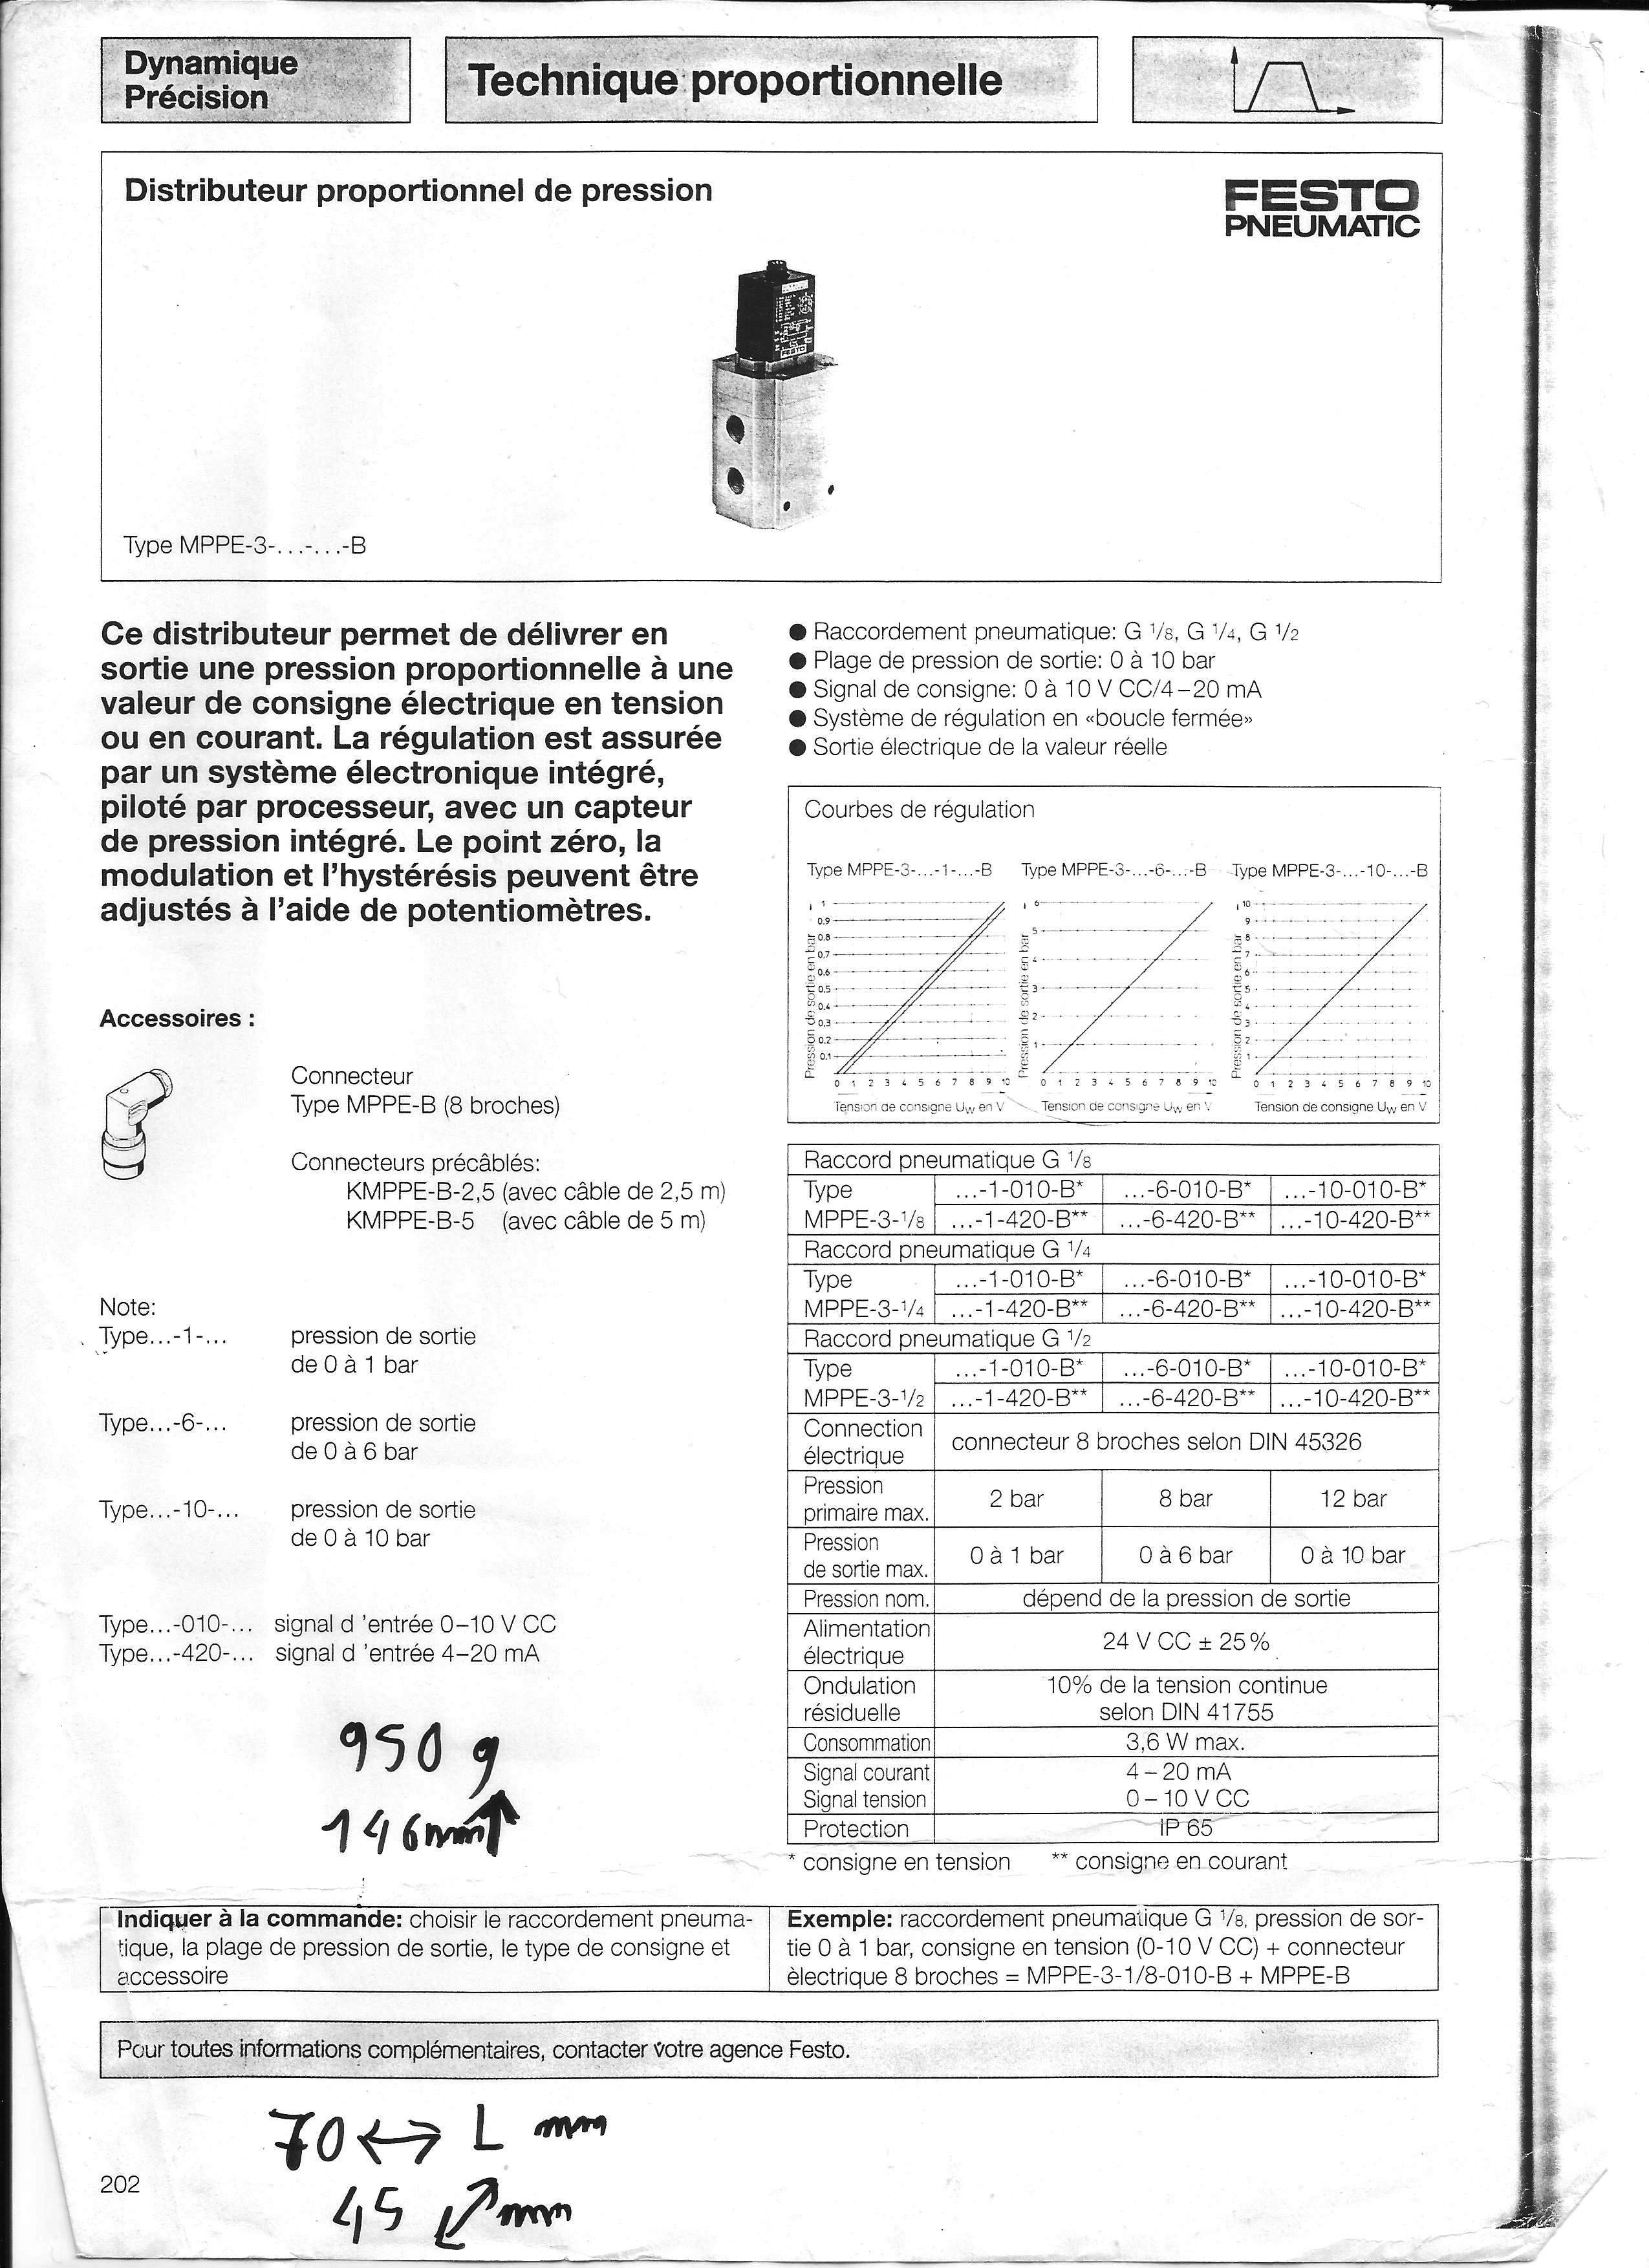 Dynamique
Précision
Technique proportionnelle
Distributeur proportionnel de pression
FESTO
PNEUMATIC
Type MPPE-3-...-...-B
Ce distributeur permet de délivrer en
sortie une pression proportionnelle à une
valeur de consigne électrique en tension
ou en courant. La régulation est assurée
par un système électronique intégré,
piloté par processeur, avec un capteur
de pression intégré. Le point zéro, la
modulation et l'hystérésis peuvent être
adjustés à l'aide de potentiomètres.
Accessoires :
Connecteur
Type MPPE-B (8 broches)
Connecteurs précâblés:
KMPPE-B-2,5 (avec câble de 2,5 m)
KMPPE-B-5 (avec câble de 5 m)
Note:
Type...-1-... pression de sortie
de 0 à 1 bar
Type...-6-... pression de sortie
de 0 à 6 bar
Type...-10-... pression de sortie
de 0 à 10 bar
Type...-010-... signal d 'entrée 0–10 V CC
Type...-420-... signal d 'entrée 4–20 mA
950 g
146mm↑
● Raccordement pneumatique: G 1/8, G 1/4, G 1/2
● Plage de pression de sortie: 0 à 10 bar
● Signal de consigne: 0 à 10 V CC/4–20 mA
● Système de régulation en «boucle fermée»
● Sortie électrique de la valeur réelle
Courbes de régulation
Type MPPE-3-...-1-...-B Type MPPE-3-...-6-...-B Type MPPE-3-...-10-...-B
Pression de sortie en bar
1
0.9
0.8
0.7
0.6
0.5
0.4
0.3
0.2
0.1
0 1 2 3 4 5 6 7 8 9 10
Tension de consigne Uw en V
Pression de sortie en bar
6
5
4
3
2
1
0 1 2 3 4 5 6 7 8 9 10
Tension de consigne Uw en V
Pression de sortie en bar
10
9
8
7
6
5
4
3
2
1
0 1 2 3 4 5 6 7 8 9 10
Tension de consigne Uw en V
Raccord pneumatique G 1/8
Type ...-1-010-B* ...-6-010-B* ...-10-010-B*
MPPE-3-1/8 ...-1-420-B** ...-6-420-B** ...-10-420-B**
Raccord pneumatique G 1/4
Type ...-1-010-B* ...-6-010-B* ...-10-010-B*
MPPE-3-1/4 ...-1-420-B** ...-6-420-B** ...-10-420-B**
Raccord pneumatique G 1/2
Type ...-1-010-B* ...-6-010-B* ...-10-010-B*
MPPE-3-1/2 ...-1-420-B** ...-6-420-B** ...-10-420-B**
Connection
électrique connecteur 8 broches selon DIN 45326
Pression
primaire max. 2 bar 8 bar 12 bar
Pression
de sortie max. 0 à 1 bar 0 à 6 bar 0 à 10 bar
Pression nom. dépend de la pression de sortie
Alimentation
électrique 24 V CC ± 25%
Ondulation 10% de la tension continue
résiduelle selon DIN 41755
Consommation 3,6 W max.
Signal courant 4 – 20 mA
Signal tension 0 – 10 V CC
Protection IP 65
* consigne en tension ** consigne en courant
Indiquer à la commande: choisir le raccordement pneuma-
tique, la plage de pression de sortie, le type de consigne et
accessoire
Exemple: raccordement pneumatique G 1/8, pression de sor-
tie 0 à 1 bar, consigne en tension (0-10 V CC) + connecteur
èlectrique 8 broches = MPPE-3-1/8-010-B + MPPE-B
Pour toutes informations complémentaires, contacter votre agence Festo.
70 ↔ L mm
202
45 ↗ mm